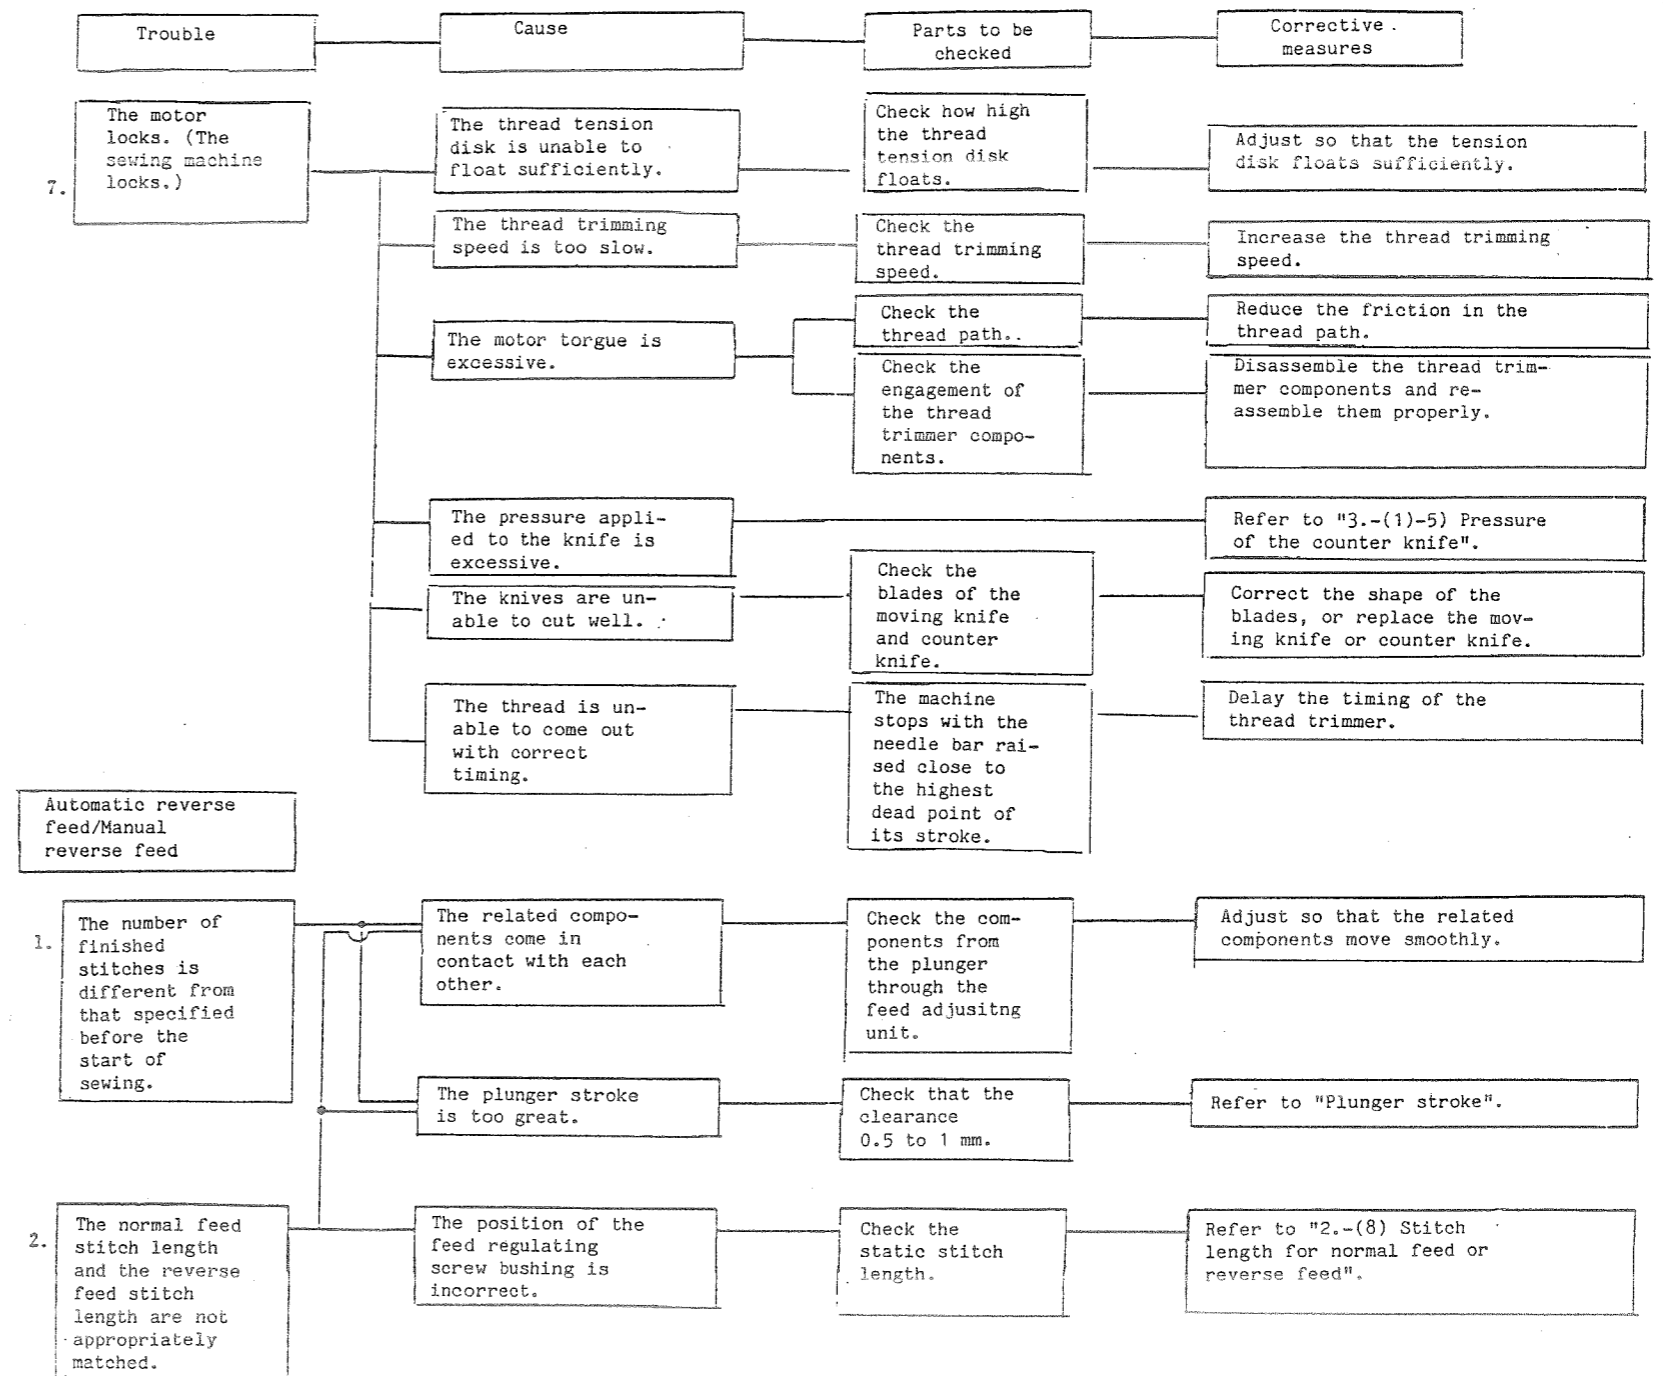 Trouble
Cause
Parts to be
checked
Corrective.
measures
7.
The motor
locks. (The
sewing machine
locks.)
The thread tension
disk is unable to
float sufficiently.
Check how high
the thread
tension disk
floats.
Adjust so that the tension
disk floats sufficiently.
The thread trimming
speed is too slow.
Check the
thread trimming
speed.
Increase the thread trimming
speed.
The motor torgue is
excessive.
Check the
thread path..
Reduce the friction in the
thread path.
Check the
engagement of
the thread
trimmer compo-
nents.
Disassemble the thread trim-
mer components and re-
assemble them properly.
The pressure appli-
ed to the knife is
excessive.
Refer to "3.-(1)-5) Pressure
of the counter knife".
The knives are un-
able to cut well.
Check the
blades of the
moving knife
and counter
knife.
Correct the shape of the
blades, or replace the mov-
ing knife or counter knife.
The thread is un-
able to come out
with correct
timing.
The machine
stops with the
needle bar rai-
sed close to
the highest
dead point of
its stroke.
Delay the timing of the
thread trimmer.
Automatic reverse
feed/Manual
reverse feed
1.
The number of
finished
stitches is
different from
that specified
before the
start of
sewing.
The related compo-
nents come in
contact with each
other.
Check the com-
ponents from
the plunger
through the
feed adjusitng
unit.
Adjust so that the related
components move smoothly.
The plunger stroke
is too great.
Check that the
clearance
0.5 to 1 mm.
Refer to "Plunger stroke".
2.
The normal feed
stitch length
and the reverse
feed stitch
length are not
appropriately
matched.
The position of the
feed regulating
screw bushing is
incorrect.
Check the
static stitch
length.
Refer to "2.-(8) Stitch
length for normal feed or
reverse feed".